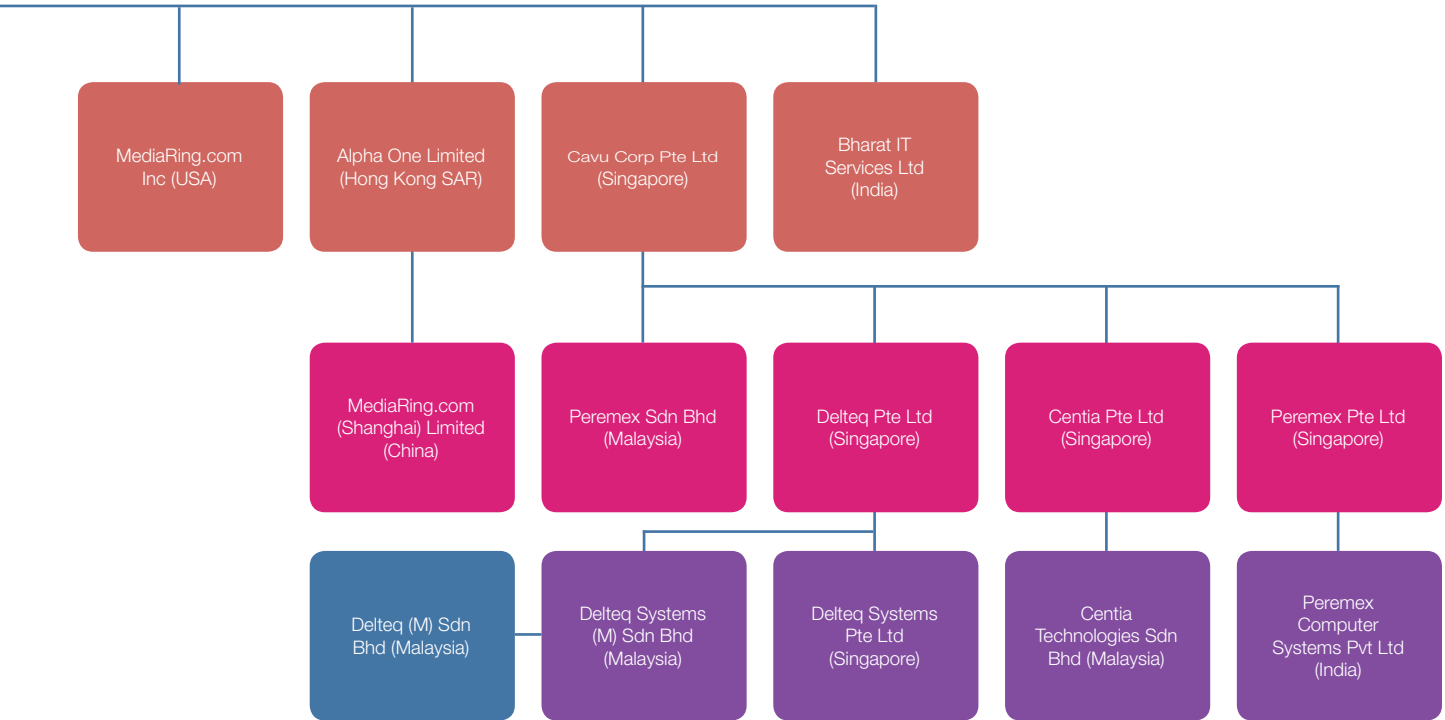 MediaRing.com
Inc (USA)
Alpha One Limited
(Hong Kong SAR)
Cavu Corp Pte Ltd
(Singapore)
Bharat IT
Services Ltd
(India)
MediaRing.com
(Shanghai) Limited
(China)
Peremex Sdn Bhd
(Malaysia)
Delteq Pte Ltd
(Singapore)
Centia Pte Ltd
(Singapore)
Peremex Pte Ltd
(Singapore)
Delteq (M) Sdn
Bhd (Malaysia)
Delteq Systems
(M) Sdn Bhd
(Malaysia)
Delteq Systems
Pte Ltd
(Singapore)
Centia
Technologies Sdn
Bhd (Malaysia)
Peremex
Computer
Systems Pvt Ltd
(India)